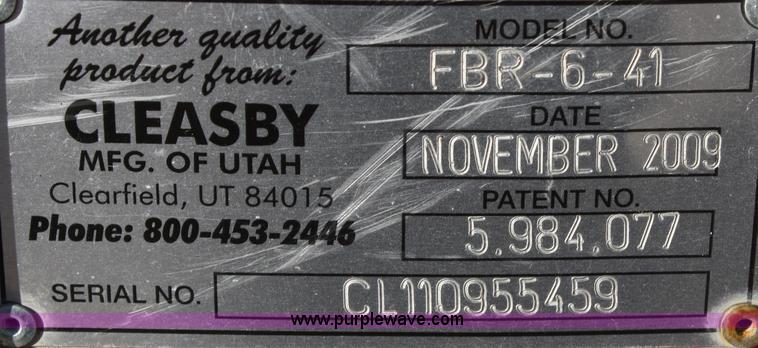 Another quality
product from:
CLEASBY
MFG. OF UTAH
Clearfield, UT 84015
Phone: 800-453-2446
MODEL NO.
FBR-6-41
DATE
NOVEMBER 2009
PATENT NO.
5,984,077
SERIAL NO. CL110955459
www.purplewave.com